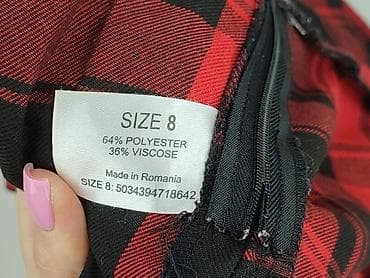 SIZE 8
64% POLYESTER
36% VISCOSE
Made in Romania
SIZE 8: 5034394718642